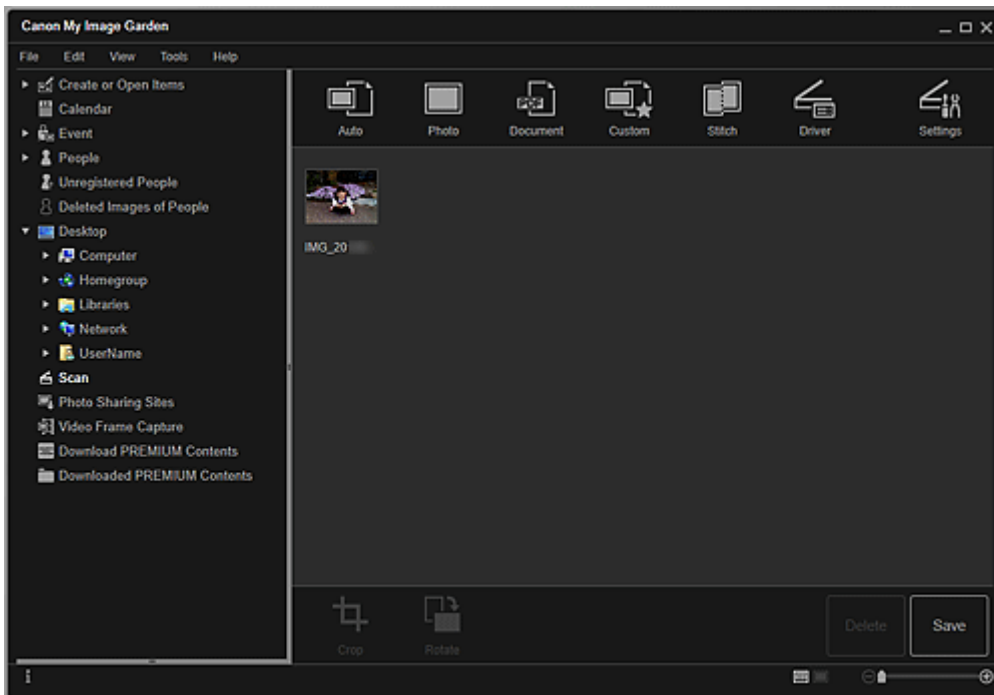 Canon My Image Garden
File Edit View Tools Help
Create or Open Items
Calendar
Event
People
Unregistered People
Deleted Images of People
Desktop
Computer
Homegroup
Libraries
Network
UserName
Scan
Photo Sharing Sites
Video Frame Capture
Download PREMIUM Contents
Downloaded PREMIUM Contents
Auto Photo Document Custom Stitch Driver Settings
PDF
IMG_20
Crop Rotate Delete Save